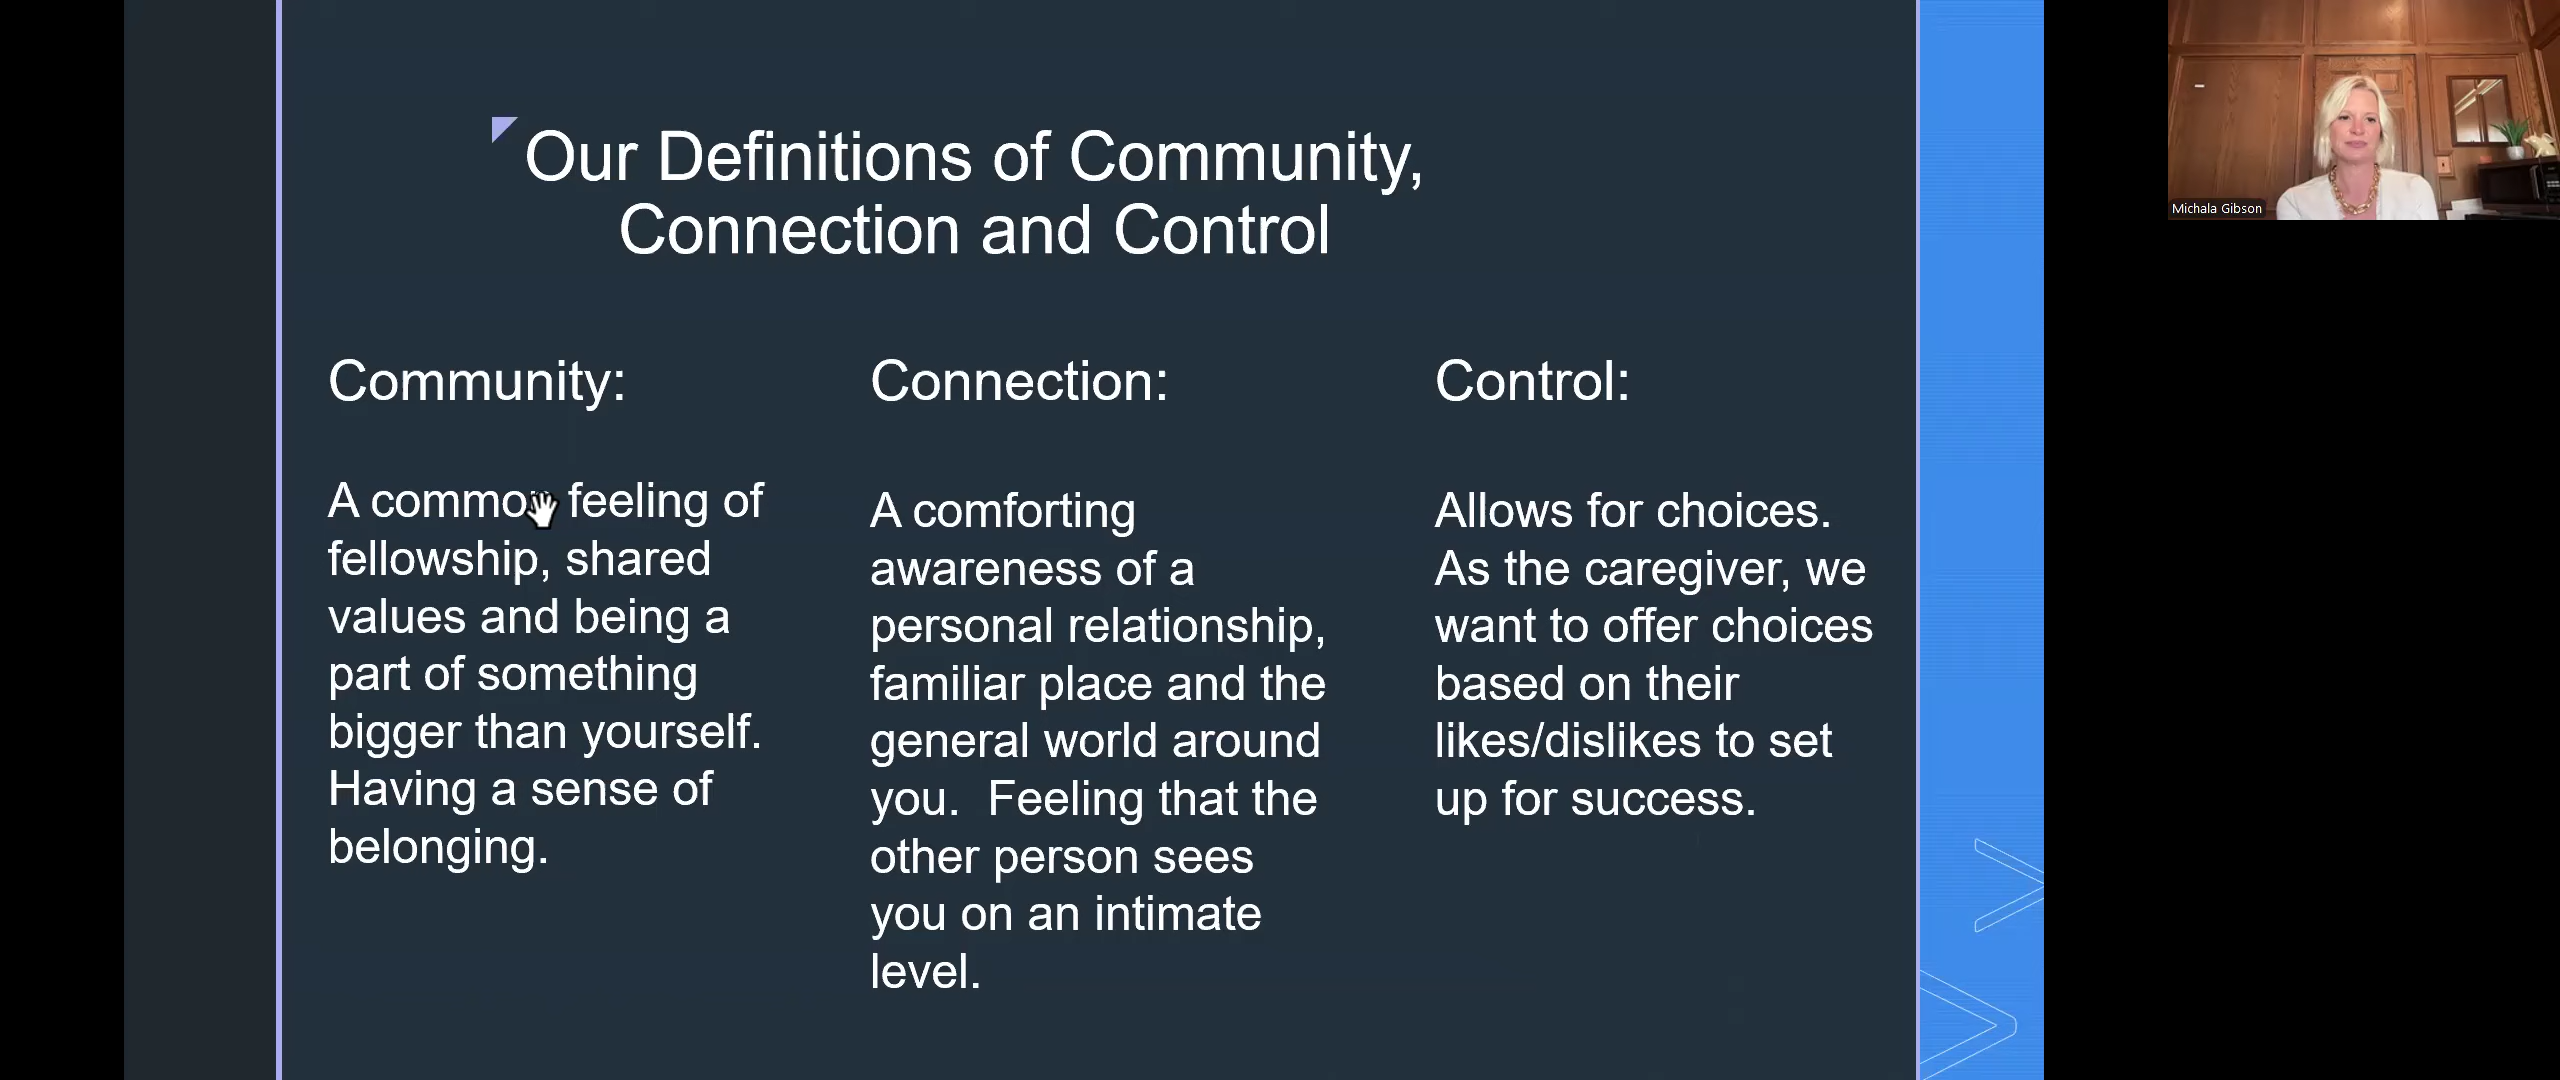 Our Definitions of Community,
Connection and Control
Community:
A common feeling of
fellowship, shared
values and being a
part of something
bigger than yourself.
Having a sense of
belonging.
Connection:
A comforting
awareness of a
personal relationship,
familiar place and the
general world around
you.  Feeling that the
other person sees
you on an intimate
level.
Control:
Allows for choices.
As the caregiver, we
want to offer choices
based on their
likes/dislikes to set
up for success.
Michala Gibson